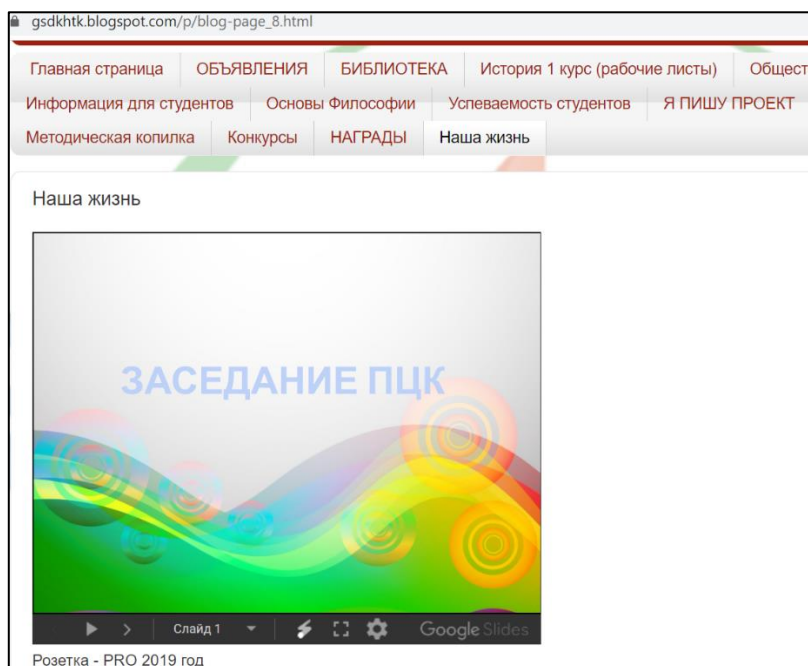 gsdkhtk.blogspot.com/p/blog-page_8.html
Главная страница ОБЪЯВЛЕНИЯ БИБЛИОТЕКА История 1 курс (рабочие листы) Общест
Информация для студентов Основы Философии Успеваемость студентов Я ПИШУ ПРОЕКТ
Методическая копилка Конкурсы НАГРАДЫ Наша жизнь
Наша жизнь
ЗАСЕДАНИЕ ПЦК
Слайд 1 Google Slides
Розетка - PRO 2019 год